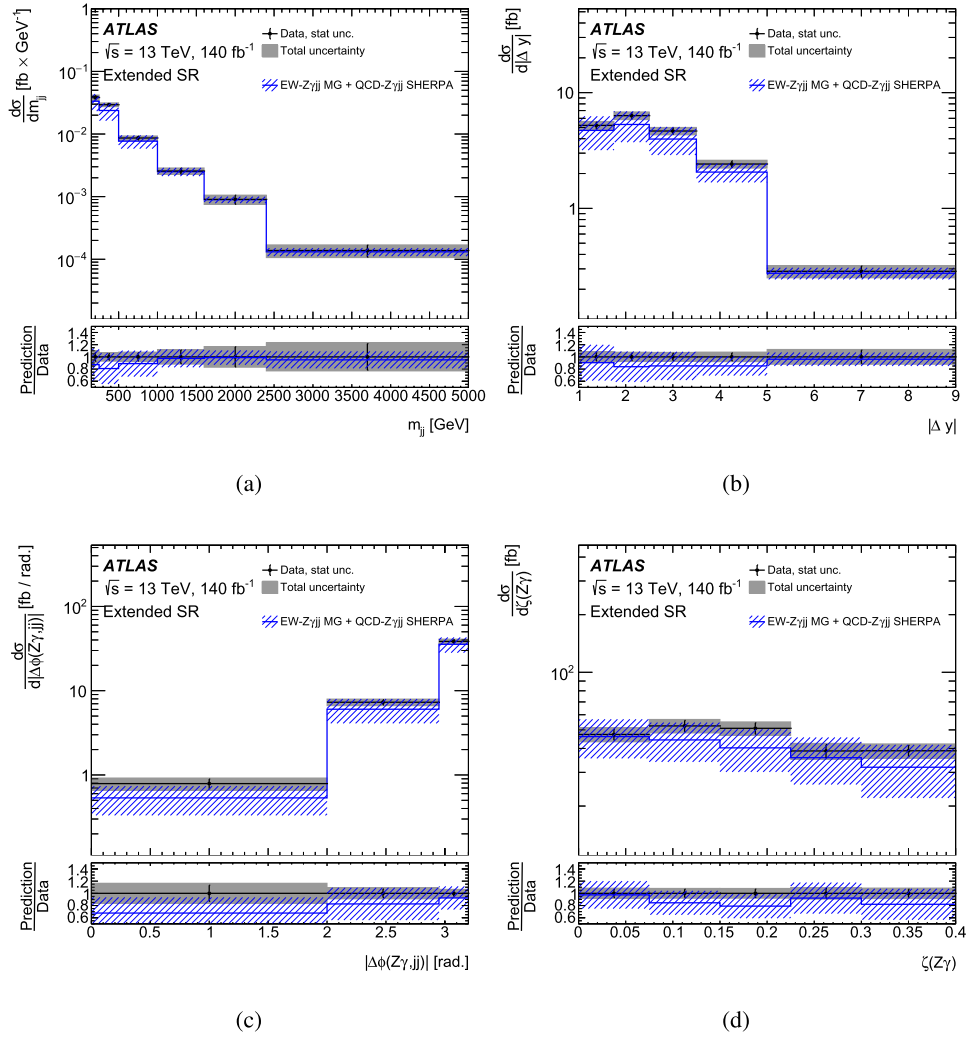 dσ/dm_jj [fb × GeV⁻¹]
1
10⁻¹
10⁻²
10⁻³
10⁻⁴
ATLAS
√s = 13 TeV, 140 fb⁻¹
Extended SR
Data, stat unc.
Total uncertainty
EW-Zγjj MG + QCD-Zγjj SHERPA
Prediction
Data
1.4
1.2
1
0.8
0.6
500 1000 1500 2000 2500 3000 3500 4000 4500 5000
m_jj [GeV]
(a)
dσ/d|Δ y| [fb]
10
1
ATLAS
√s = 13 TeV, 140 fb⁻¹
Extended SR
Data, stat unc.
Total uncertainty
EW-Zγjj MG + QCD-Zγjj SHERPA
Prediction
Data
1.4
1.2
1
0.8
0.6
1 2 3 4 5 6 7 8 9
|Δ y|
(b)
dσ/d|Δϕ(Zγ,jj)| [fb / rad.]
10²
10
1
ATLAS
√s = 13 TeV, 140 fb⁻¹
Extended SR
Data, stat unc.
Total uncertainty
EW-Zγjj MG + QCD-Zγjj SHERPA
Prediction
Data
1.4
1.2
1
0.8
0.6
0 0.5 1 1.5 2 2.5 3
|Δϕ(Zγ,jj)| [rad.]
(c)
dσ/dζ(Zγ) [fb]
10²
ATLAS
√s = 13 TeV, 140 fb⁻¹
Extended SR
Data, stat unc.
Total uncertainty
EW-Zγjj MG + QCD-Zγjj SHERPA
Prediction
Data
1.4
1.2
1
0.8
0.6
0 0.05 0.1 0.15 0.2 0.25 0.3 0.35 0.4
ζ(Zγ)
(d)